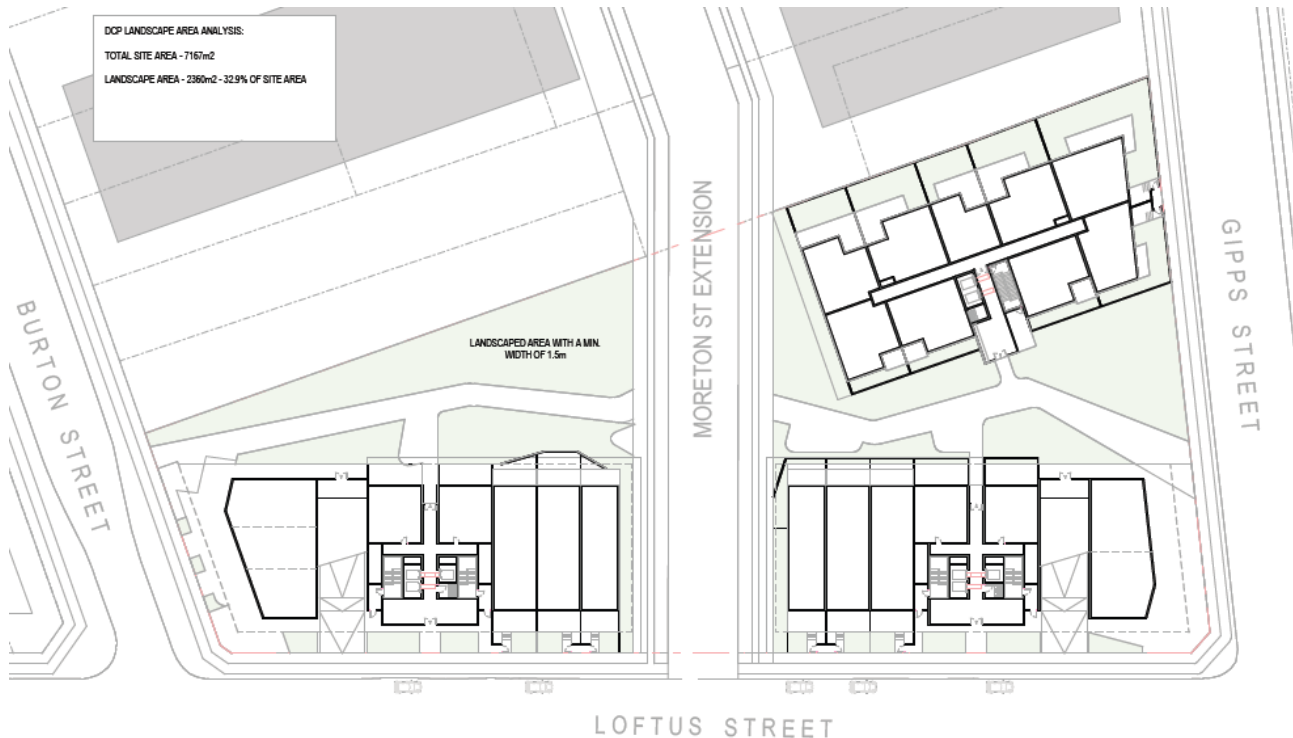 DCP LANDSCAPE AREA ANALYSIS:
TOTAL SITE AREA - 7167m2
LANDSCAPE AREA - 2360m2 - 32.9% OF SITE AREA
BURTON STREET
LANDSCAPED AREA WITH A MIN.
WIDTH OF 1.5m
MORETON ST EXTENSION
GIPPS STREET
LOFTUS STREET